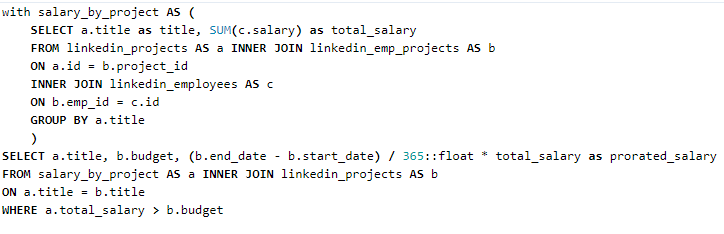 with salary_by_project AS (
SELECT a.title as title, SUM(c.salary) as total_salary
FROM linkedin_projects AS a INNER JOIN linkedin_emp_projects AS b
ON a.id = b.project_id
INNER JOIN linkedin_employees AS c
ON b.emp_id = c.id
GROUP BY a.title
)
SELECT a.title, b.budget, (b.end_date - b.start_date) / 365::float * total_salary as prorated_salary
FROM salary_by_project AS a INNER JOIN linkedin_projects AS b
ON a.title = b.title
WHERE a.total_salary > b.budget